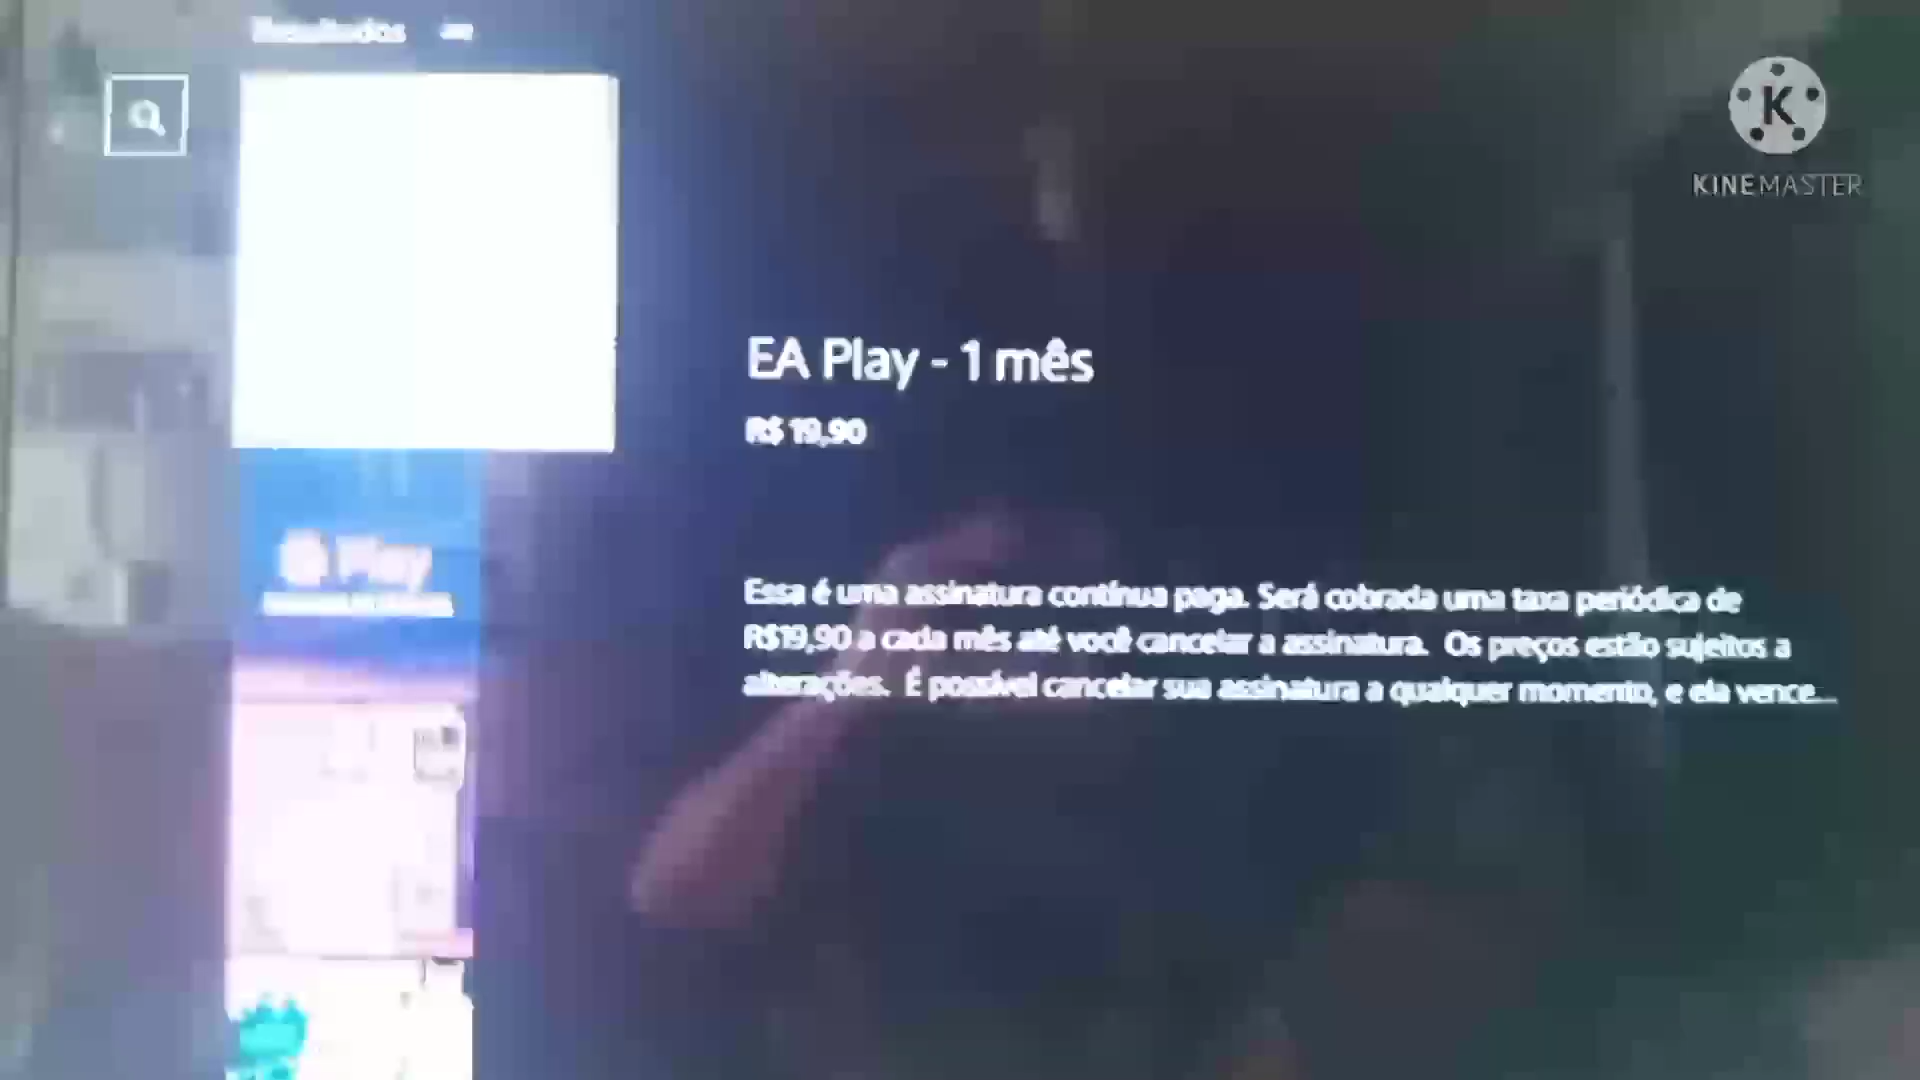 Resultados
K
KINEMASTER
EA Play - 1 mês
R$ 19,90
Play
Essa é uma assinatura contínua paga. Será cobrada uma taxa periódica de
R$19,90 a cada mês até você cancelar a assinatura. Os preços estão sujeitos a
alterações. É possível cancelar sua assinatura a qualquer momento, e ela vence...